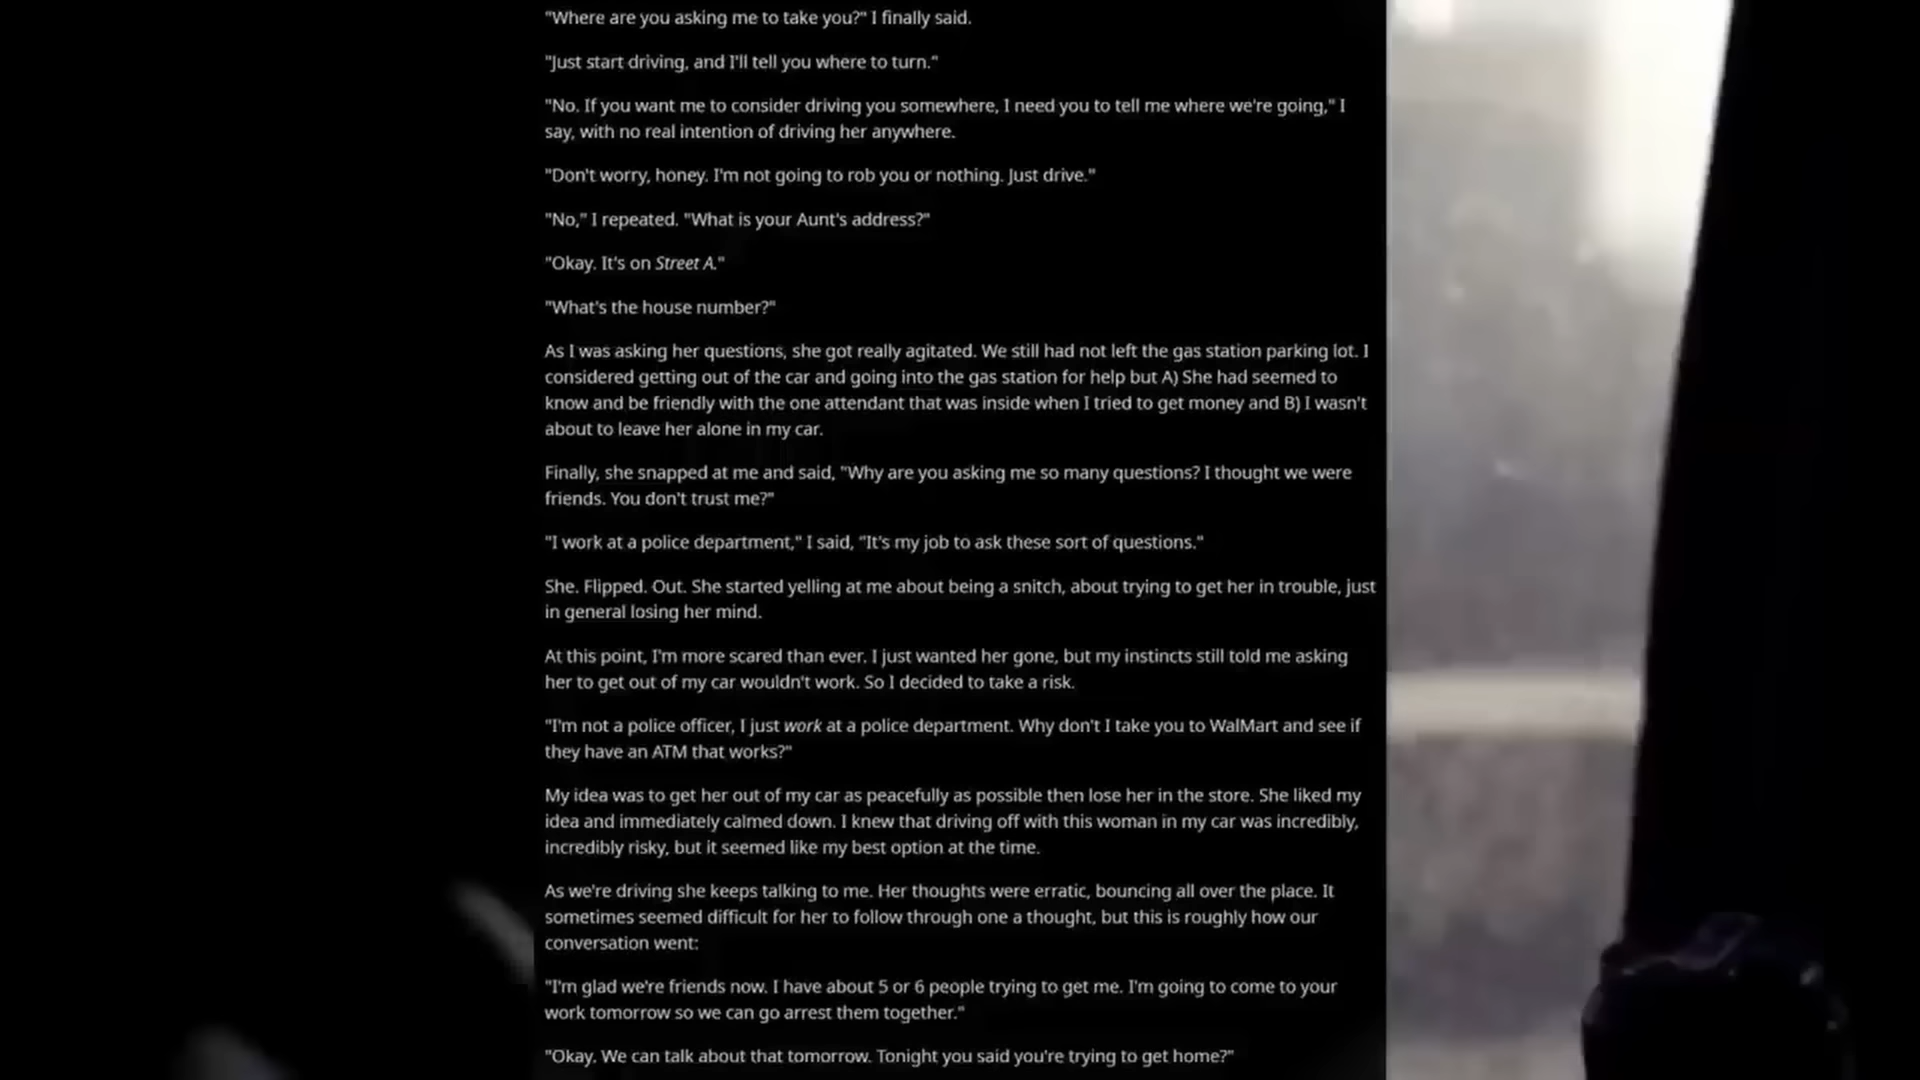 "Where are you asking me to take you?" I finally said.
"Just start driving, and I'll tell you where to turn."
"No. If you want me to consider driving you somewhere, I need you to tell me where we're going," I
say, with no real intention of driving her anywhere.
"Don't worry, honey. I'm not going to rob you or nothing. Just drive."
"No," I repeated. "What is your Aunt's address?"
"Okay. It's on Street A."
"What's the house number?"
As I was asking her questions, she got really agitated. We still had not left the gas station parking lot. I
considered getting out of the car and going into the gas station for help but A) She had seemed to
know and be friendly with the one attendant that was inside when I tried to get money and B) I wasn't
about to leave her alone in my car.
Finally, she snapped at me and said, "Why are you asking me so many questions? I thought we were
friends. You don't trust me?"
"I work at a police department," I said, "It's my job to ask these sort of questions."
She. Flipped. Out. She started yelling at me about being a snitch, about trying to get her in trouble, just
in general losing her mind.
At this point, I'm more scared than ever. I just wanted her gone, but my instincts still told me asking
her to get out of my car wouldn't work. So I decided to take a risk.
"I'm not a police officer, I just work at a police department. Why don't I take you to WalMart and see if
they have an ATM that works?"
My idea was to get her out of my car as peacefully as possible then lose her in the store. She liked my
idea and immediately calmed down. I knew that driving off with this woman in my car was incredibly,
incredibly risky, but it seemed like my best option at the time.
As we're driving she keeps talking to me. Her thoughts were erratic, bouncing all over the place. It
sometimes seemed difficult for her to follow through one a thought, but this is roughly how our
conversation went:
"I'm glad we're friends now. I have about 5 or 6 people trying to get me. I'm going to come to your
work tomorrow so we can go arrest them together."
"Okay. We can talk about that tomorrow. Tonight you said you're trying to get home?"